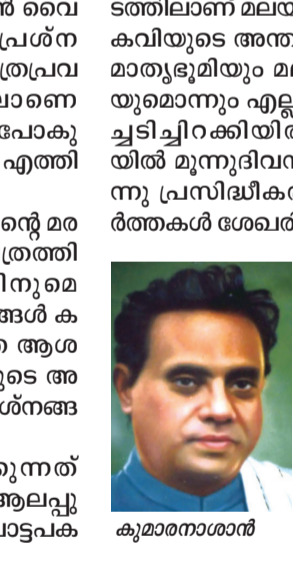 ൻ വൈ
പ്രശ്ന
ത്രപ്രവ
ലാണെ
പോകു
എത്തി
ന്റെ മര
ത്രത്തി
ിനുമെ
ങ്ങൾ ക
ആശ
ുടെ അ
ശ്നങ്ങ
ുന്നത്
ആലപ്പു
ാട്ടപക
ടത്തിലാണ് മലയ
കവിയുടെ അന്ത
മാതൃഭൂമിയും മ
യുമൊന്നും എല്ല
ച്ചടിച്ചിറക്കിയി
യിൽ മൂന്നുദിവസ
ന്നു പ്രസിദ്ധീക
ർത്തകൾ ശേഖര
കുമാരനാശാൻ